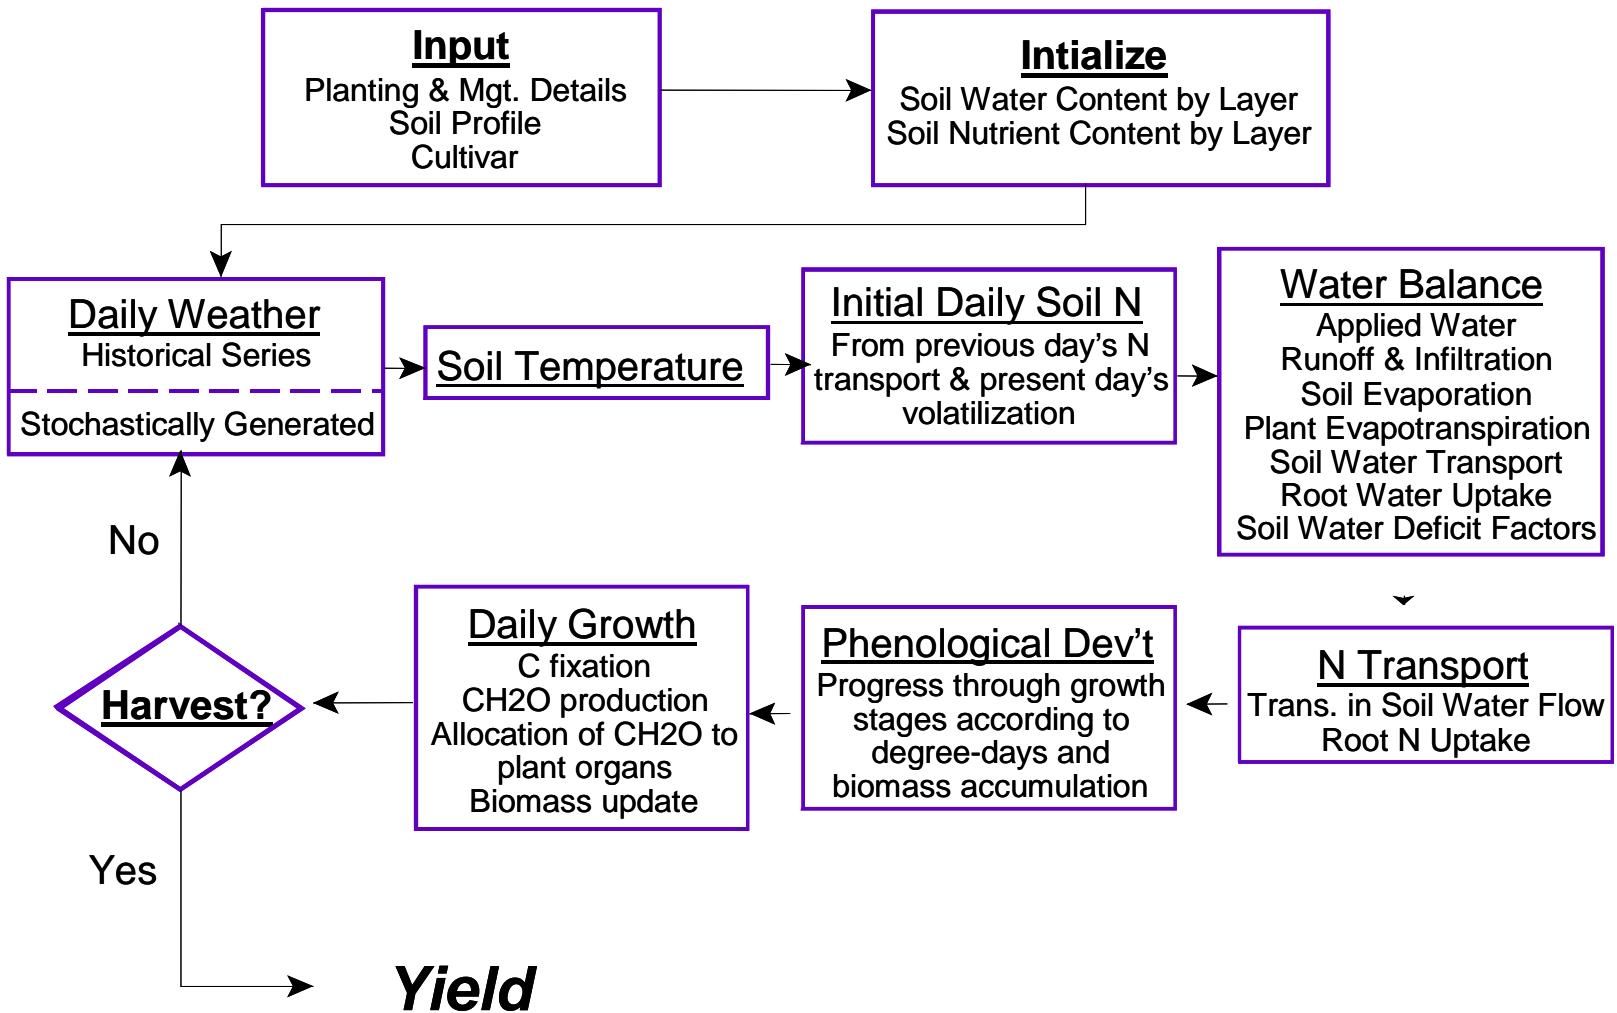 Input
Planting & Mgt. Details
Soil Profile
Cultivar
Intialize
Soil Water Content by Layer
Soil Nutrient Content by Layer
Daily Weather
Historical Series
Stochastically Generated
Soil Temperature
Initial Daily Soil N
From previous day's N
transport & present day's
volatilization
Water Balance
Applied Water
Runoff & Infiltration
Soil Evaporation
Plant Evapotranspiration
Soil Water Transport
Root Water Uptake
Soil Water Deficit Factors
N Transport
Trans. in Soil Water Flow
Root N Uptake
Phenological Dev't
Progress through growth
stages according to
degree-days and
biomass accumulation
Daily Growth
C fixation
CH2O production
Allocation of CH2O to
plant organs
Biomass update
Harvest?
No
Yes
Yield